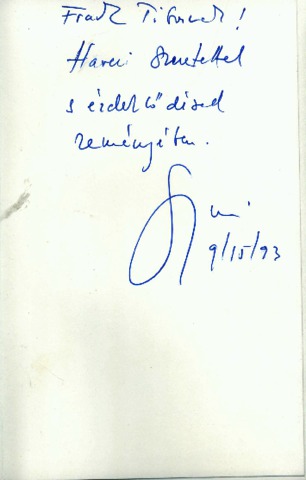 Frank Tibornak!
Harci Szeretettel
s érdeklődésed
reményében.
9/15/93